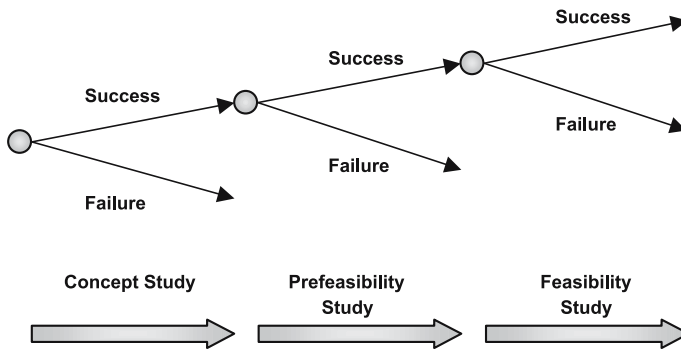 Success
Success
Success
Failure
Failure
Failure
Concept Study
Prefeasibility
Study
Feasibility
Study